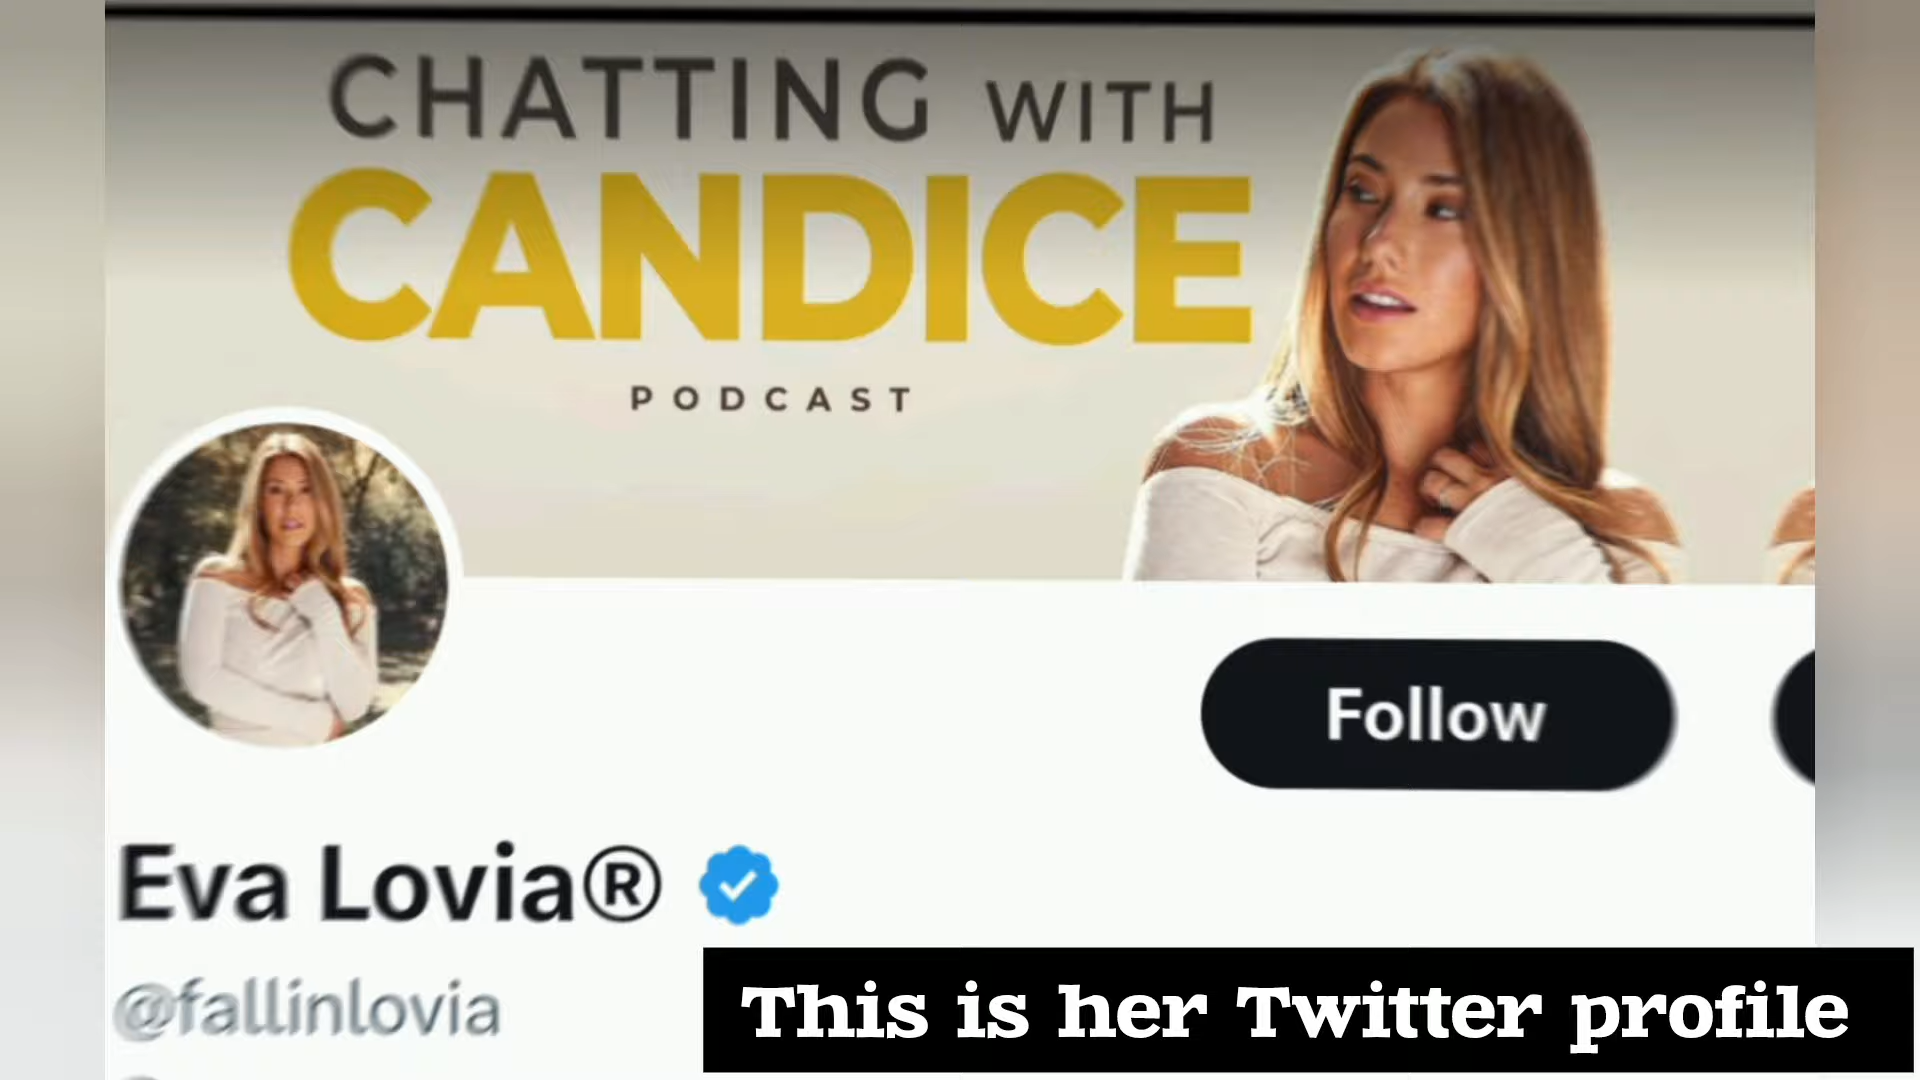 CHATTING WITH
CANDICE
PODCAST
Follow
Eva Lovia®
@fallinlovia
This is her Twitter profile